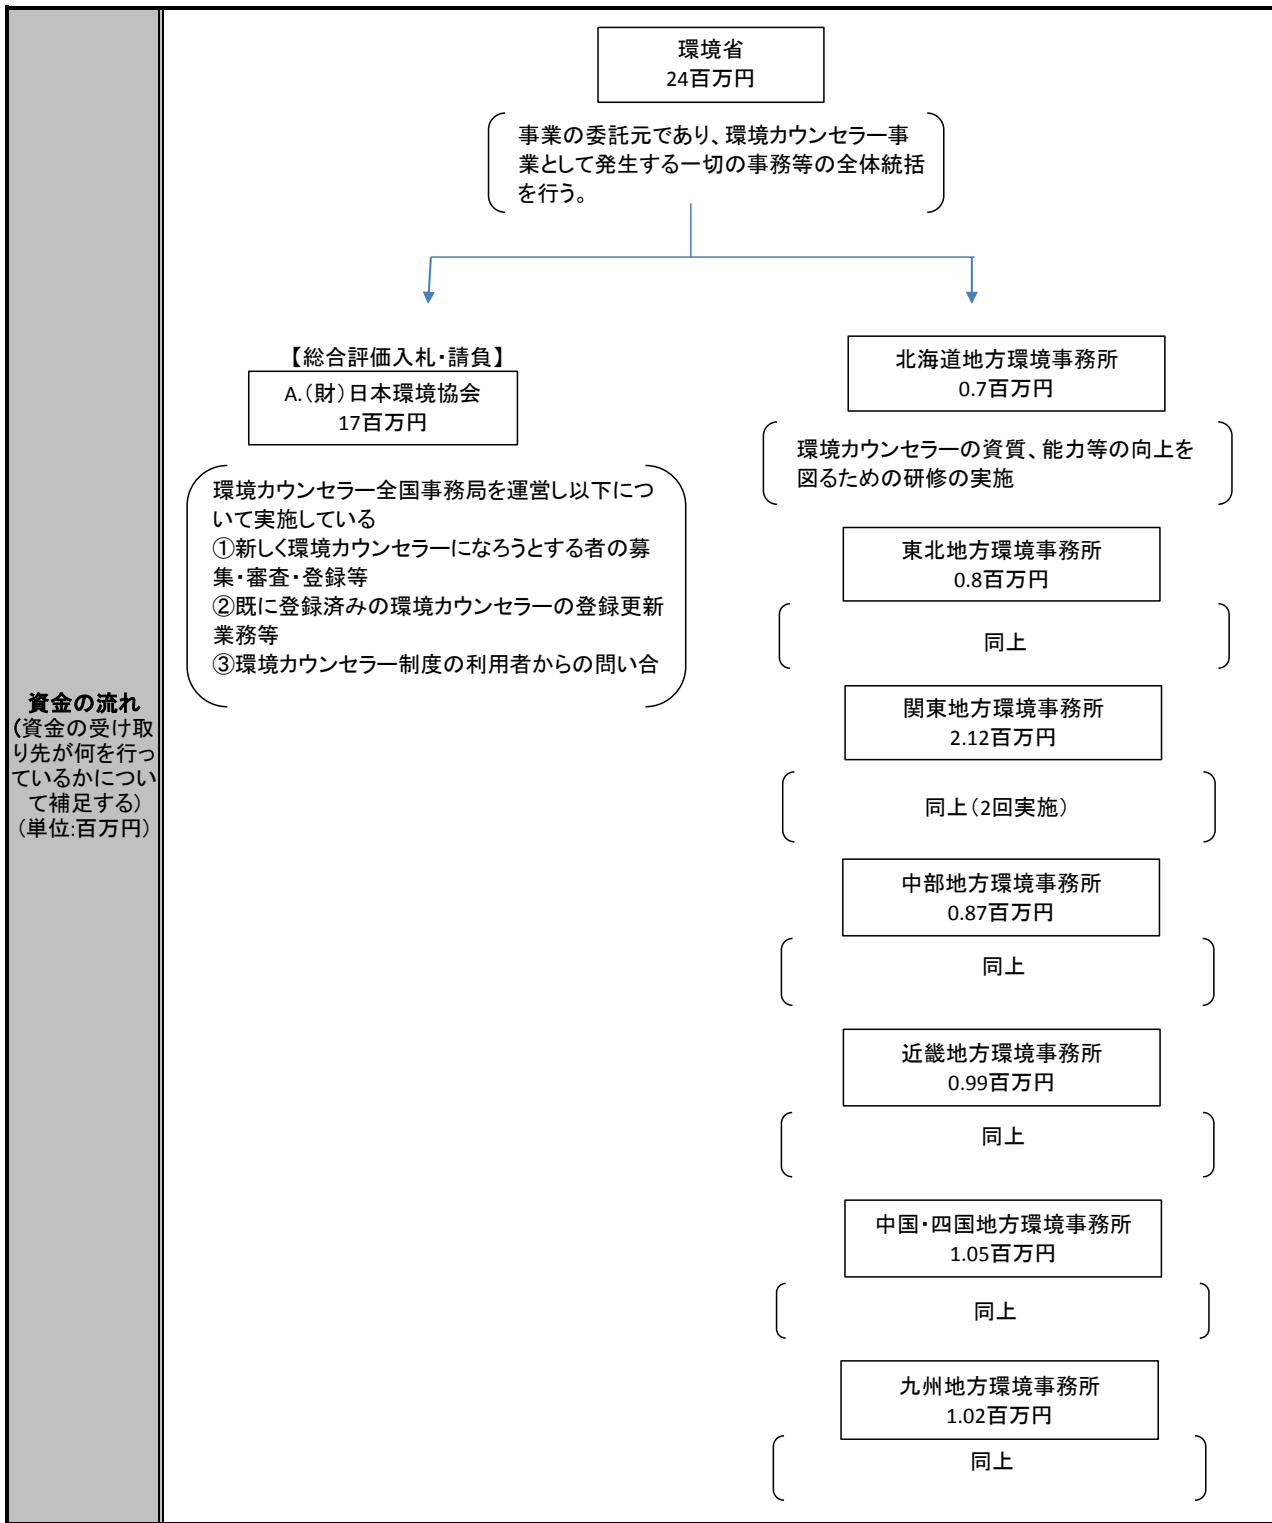 資金の流れ
(資金の受け取
り先が何を行っ
ているかについ
て補足する)
(単位:百万円)
環境省
24百万円
事業の委託元であり、環境カウンセラー事
業として発生する一切の事務等の全体統括
を行う。
【総合評価入札・請負】
A.(財)日本環境協会
17百万円
環境カウンセラー全国事務局を運営し以下につ
いて実施している
①新しく環境カウンセラーになろうとする者の募
集・審査・登録等
②既に登録済みの環境カウンセラーの登録更新
業務等
③環境カウンセラー制度の利用者からの問い合
北海道地方環境事務所
0.7百万円
環境カウンセラーの資質、能力等の向上を
図るための研修の実施
東北地方環境事務所
0.8百万円
同上
関東地方環境事務所
2.12百万円
同上(2回実施)
中部地方環境事務所
0.87百万円
同上
近畿地方環境事務所
0.99百万円
同上
中国・四国地方環境事務所
1.05百万円
同上
九州地方環境事務所
1.02百万円
同上